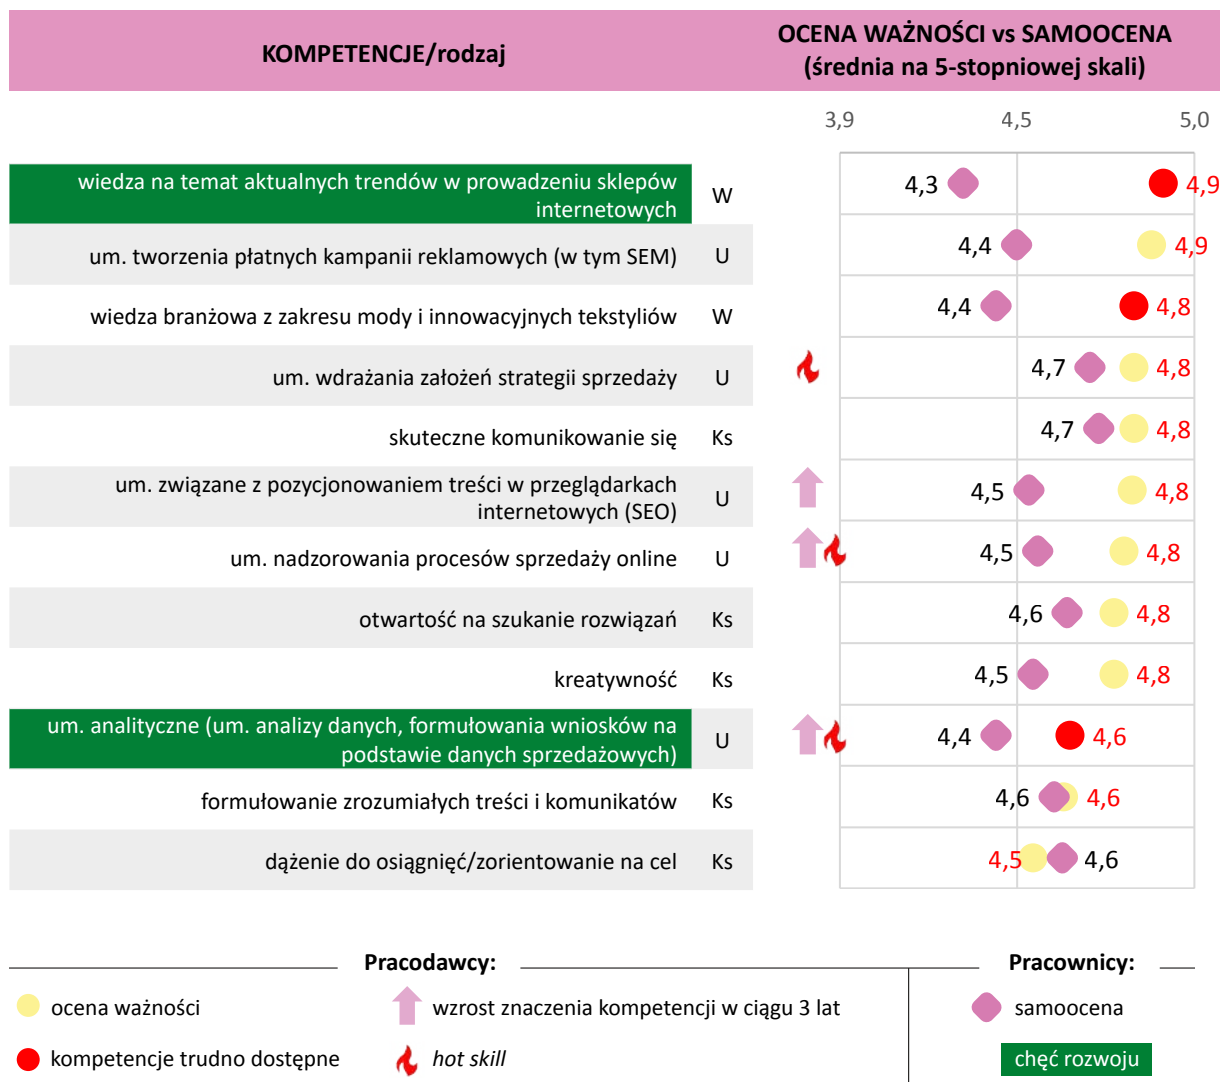 KOMPETENCJE/rodzaj
OCENA WAŻNOŚCI vs SAMOOCENA
(średnia na 5-stopniowej skali)
3,9 4,5 5,0
wiedza na temat aktualnych trendów w prowadzeniu sklepów
internetowych
W
4,3 4,9
um. tworzenia płatnych kampanii reklamowych (w tym SEM) U 4,4 4,9
wiedza branżowa z zakresu mody i innowacyjnych tekstyliów W 4,4 4,8
um. wdrażania założeń strategii sprzedaży U 4,7 4,8
skuteczne komunikowanie się Ks 4,7 4,8
um. związane z pozycjonowaniem treści w przeglądarkach
internetowych (SEO)
U
4,5 4,8
um. nadzorowania procesów sprzedaży online U 4,5 4,8
otwartość na szukanie rozwiązań Ks 4,6 4,8
kreatywność Ks 4,5 4,8
um. analityczne (um. analizy danych, formułowania wniosków na
podstawie danych sprzedażowych)
U
4,4 4,6
formułowanie zrozumiałych treści i komunikatów Ks 4,6 4,6
dążenie do osiągnięć/zorientowanie na cel Ks 4,5 4,6
Pracodawcy:
ocena ważności
wzrost znaczenia kompetencji w ciągu 3 lat
kompetencje trudno dostępne
hot skill
Pracownicy:
samoocena
chęć rozwoju